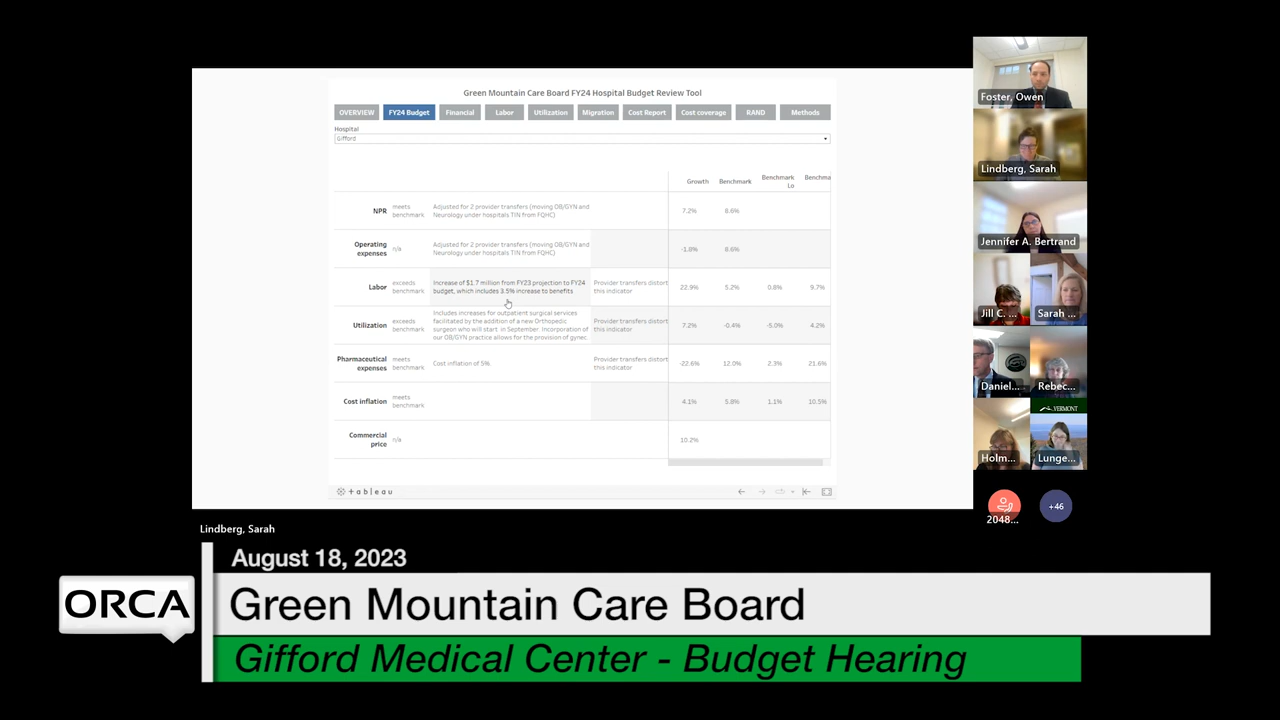 Green Mountain Care Board FY24 Hospital Budget Review Tool
OVERVIEW FY24 Budget Financial Labor Utilization Migration Cost Report Cost coverage RAND Methods
Hospital
Gifford
Growth Benchmark Benchmark Lo Benchma
NPR meets benchmark Adjusted for 2 provider transfers (moving OB/GYN and
Neurology under hospitals TIN from FQHC) 7.2% 8.6%
Operating expenses n/a Adjusted for 2 provider transfers (moving OB/GYN and
Neurology under hospitals TIN from FQHC) -1.8% 8.6%
Labor exceeds benchmark Increase of $1.7 million from FY23 projection to FY24
budget, which includes 3.5% increase to benefits
Provider transfers distort
this indicator 22.9% 5.2% 0.8% 9.7%
Utilization exceeds benchmark Includes increases for outpatient surgical services
facilitated by the addition of a new Orthopedic
surgeon who will start in September. Incorporation of
our OB/GYN practice allows for the provision of gynec
Provider transfers distort
this indicator 7.2% -0.4% -5.0% 4.2%
Pharmaceutical expenses meets benchmark Cost inflation of 5%
Provider transfers distort
this indicator -22.6% 12.0% 2.3% 21.6%
Cost inflation meets benchmark 4.1% 5.8% 1.1% 10.5%
Commercial price n/a 10.2%
+ a b l e a u
Foster, Owen
Lindberg, Sarah
Jennifer A. Bertrand
Jill C. ... Sarah ...
Daniel... Rebec...
VERMONT
Holm... Lunge...
2048... +46
Lindberg, Sarah
August 18, 2023
ORCA
Green Mountain Care Board
Gifford Medical Center - Budget Hearing